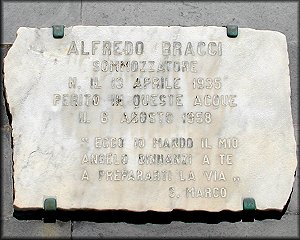 ALFREDO BRACCI
SOMMOZZATORE
N. IL 13 APRILE 1935
PERITO IN QUESTE ACQUE
IL 6 AGOSTO 1958
" ECCO IO MANDO IL MIO
ANGELO INNANZI A TE
A PREPARARTI LA VIA "
S. MARCO